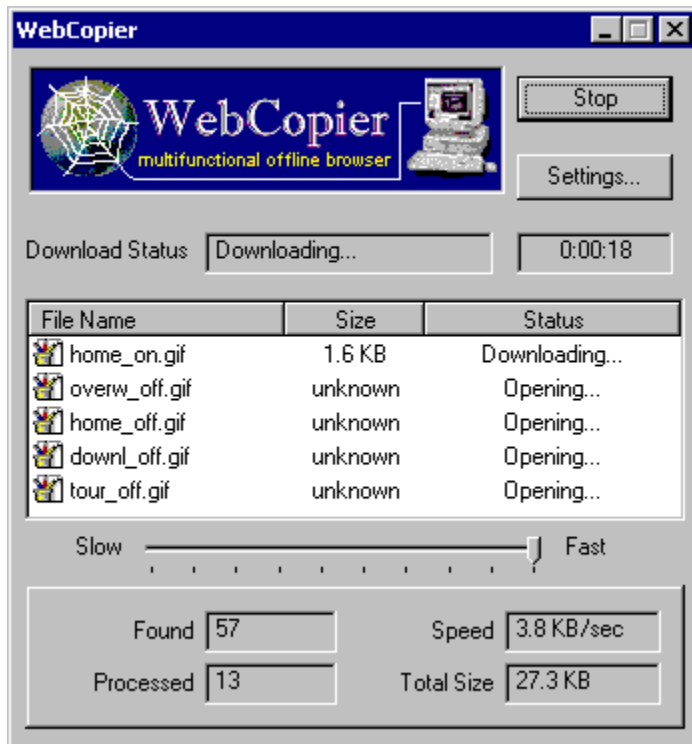 WebCopier
WebCopier
multifunctional offline browser
Stop
Settings...
Download Status Downloading... 0:00:18
File Name Size Status
home_on.gif 1.6 KB Downloading...
overw_off.gif unknown Opening...
home_off.gif unknown Opening...
downl_off.gif unknown Opening...
tour_off.gif unknown Opening...
Slow Fast
Found 57 Speed 3.8 KB/sec
Processed 13 Total Size 27.3 KB